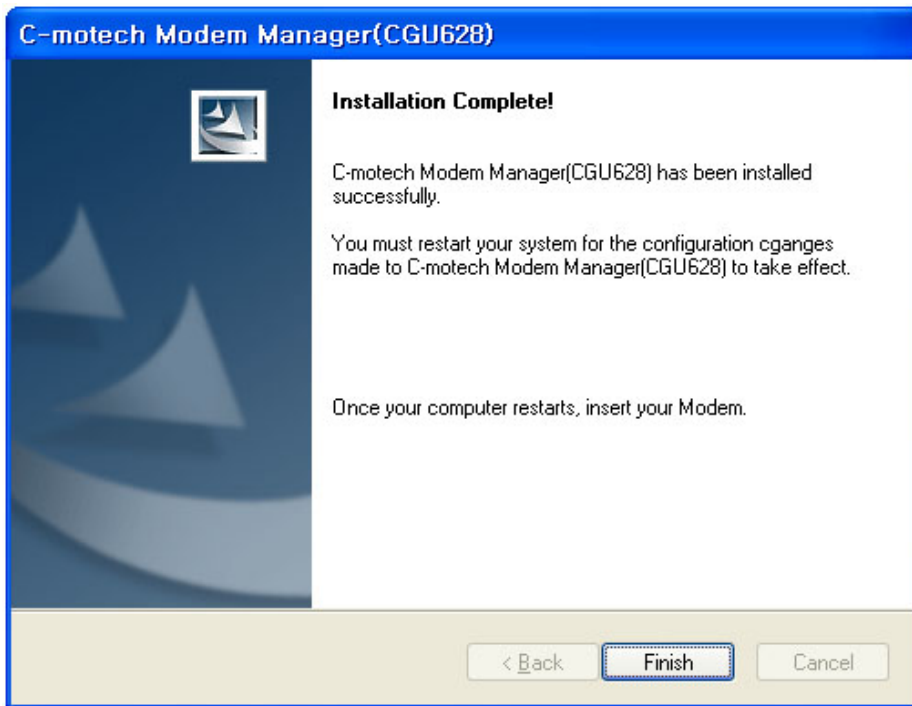 C-motech Modem Manager(CGU628)
Installation Complete!
C-motech Modem Manager(CGU628) has been installed
successfully.
You must restart your system for the configuration cganges
made to C-motech Modem Manager(CGU628) to take effect.
Once your computer restarts, insert your Modem.
< Back
Finish
Cancel